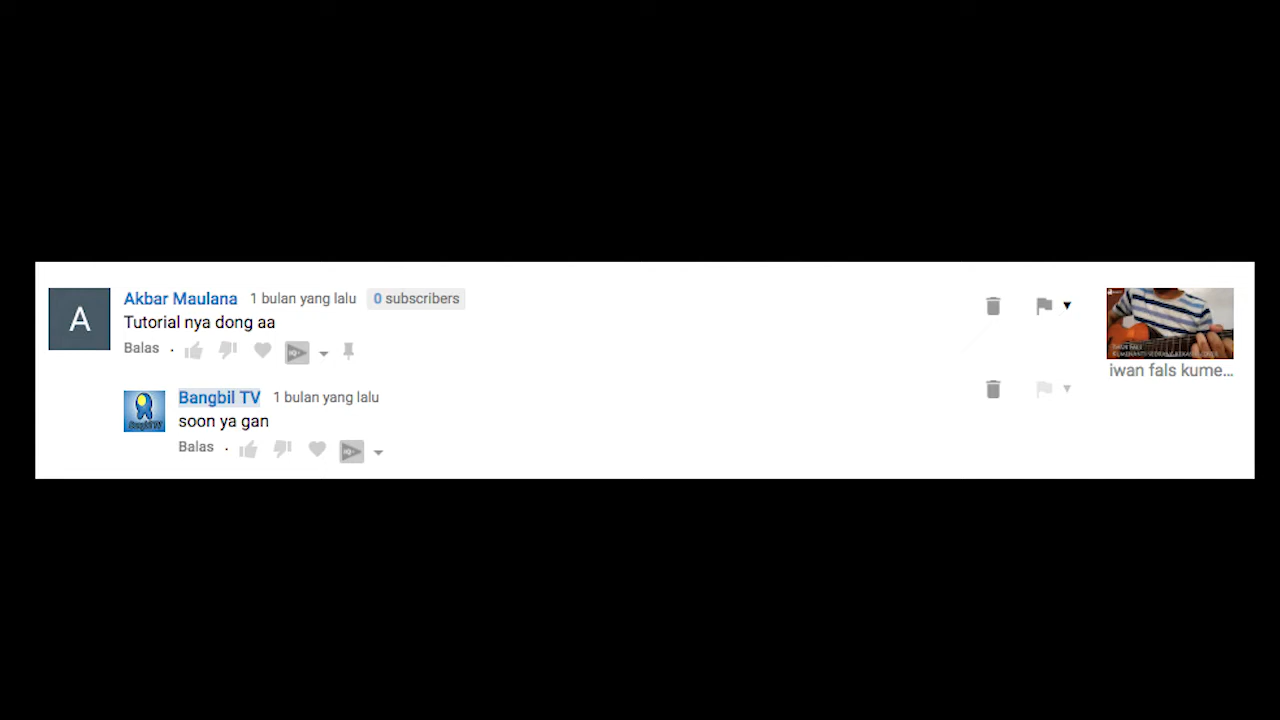 A
Akbar Maulana 1 bulan yang lalu 0 subscribers
Tutorial nya dong aa
Balas
Bangbil TV 1 bulan yang lalu
soon ya gan
Balas
iwan fals kume...